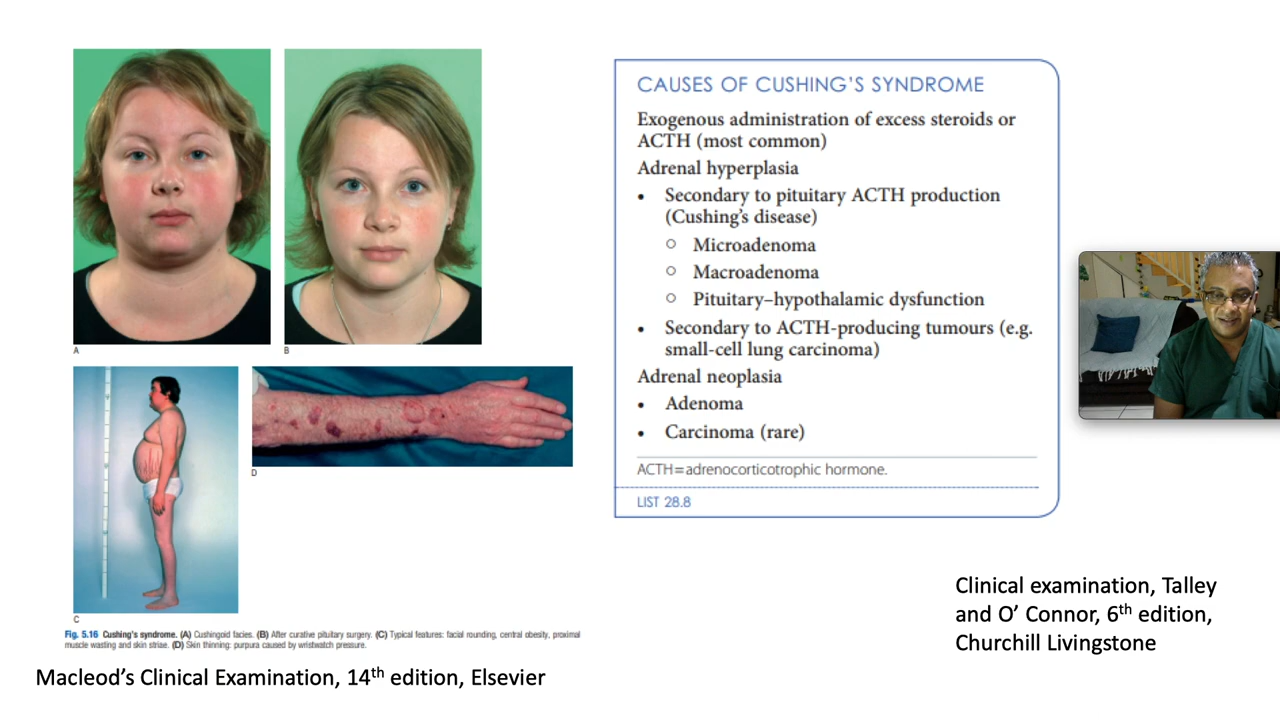 A
B
C
D
Fig. 5.16 Cushing's syndrome. (A) Cushingoid facies. (B) After curative pituitary surgery. (C) Typical features: facial rounding, central obesity, proximal
muscle wasting and skin striae. (D) Skin thinning: purpura caused by wristwatch pressure.
Macleod’s Clinical Examination, 14th edition, Elsevier
CAUSES OF CUSHING’S SYNDROME
Exogenous administration of excess steroids or
ACTH (most common)
Adrenal hyperplasia
• Secondary to pituitary ACTH production
(Cushing’s disease)
○ Microadenoma
○ Macroadenoma
○ Pituitary–hypothalamic dysfunction
• Secondary to ACTH-producing tumours (e.g.
small-cell lung carcinoma)
Adrenal neoplasia
• Adenoma
• Carcinoma (rare)
ACTH=adrenocorticotrophic hormone.
LIST 28.8
Clinical examination, Talley
and O’ Connor, 6th edition,
Churchill Livingstone